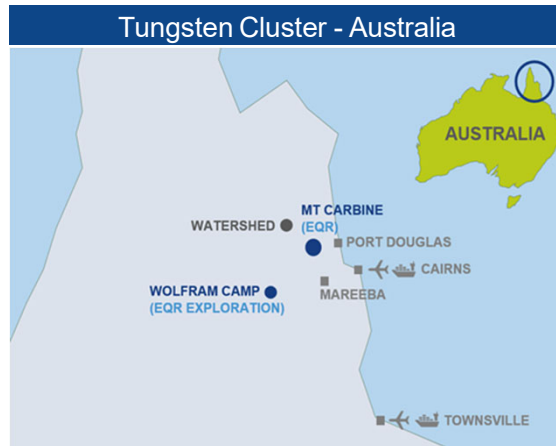 Tungsten Cluster - Australia
AUSTRALIA
MT CARBINE
(EQR)
WATERSHED
PORT DOUGLAS
CAIRNS
MAREEBA
WOLFRAM CAMP
(EQR EXPLORATION)
TOWNSVILLE